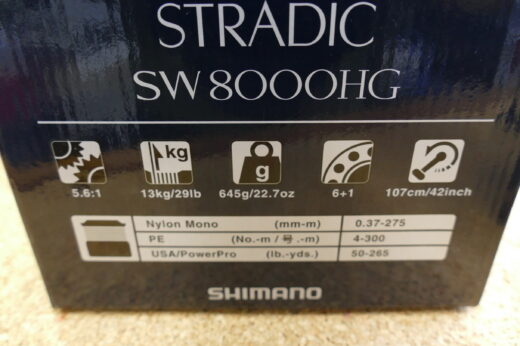 STRADIC
SW 8000HG
kg
g
5.6:1 13kg/29lb 645g/22.7oz 6+1 107cm/42inch
Nylon Mono (mm-m) 0.37-275
PE (No.-m / 号.-m) 4-300
USA/PowerPro (lb.-yds.) 50-265
SHIMANO